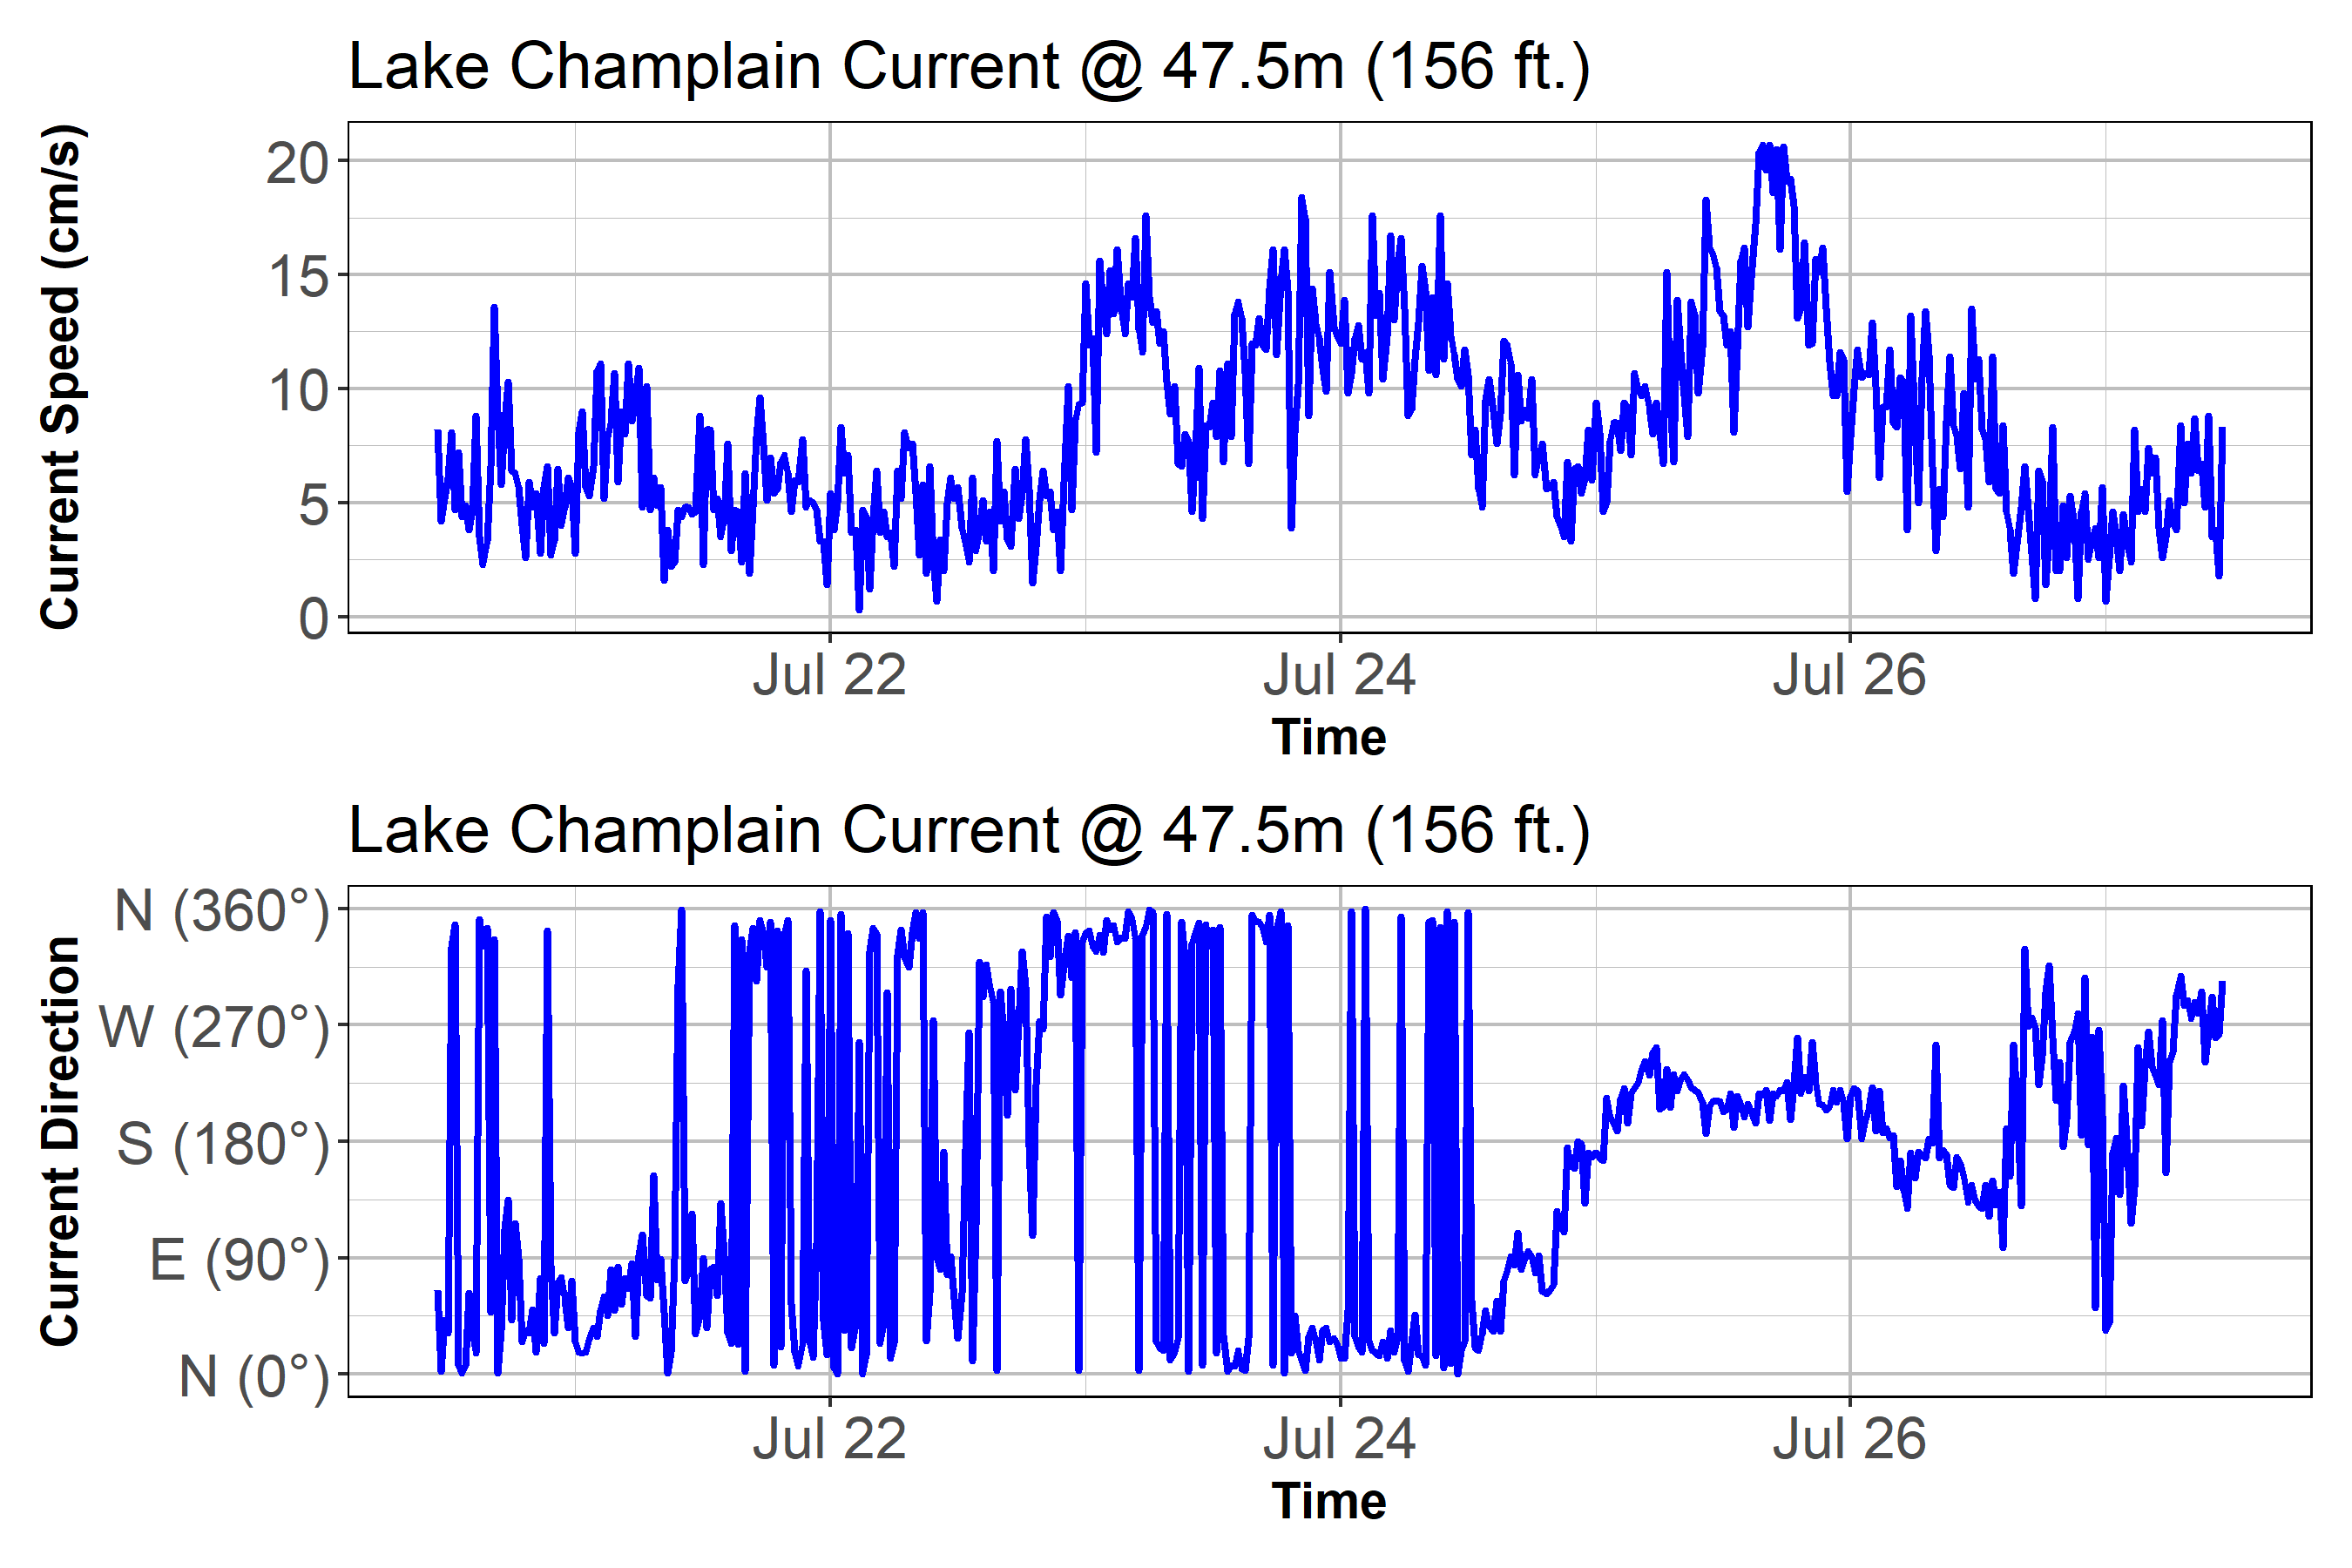 Lake Champlain Current @ 47.5m (156 ft.)
Current Speed (cm/s)
20
15
10
5
0
Jul 22 Jul 24 Jul 26
Time
Lake Champlain Current @ 47.5m (156 ft.)
Current Direction
N (360°)
W (270°)
S (180°)
E (90°)
N (0°)
Jul 22 Jul 24 Jul 26
Time